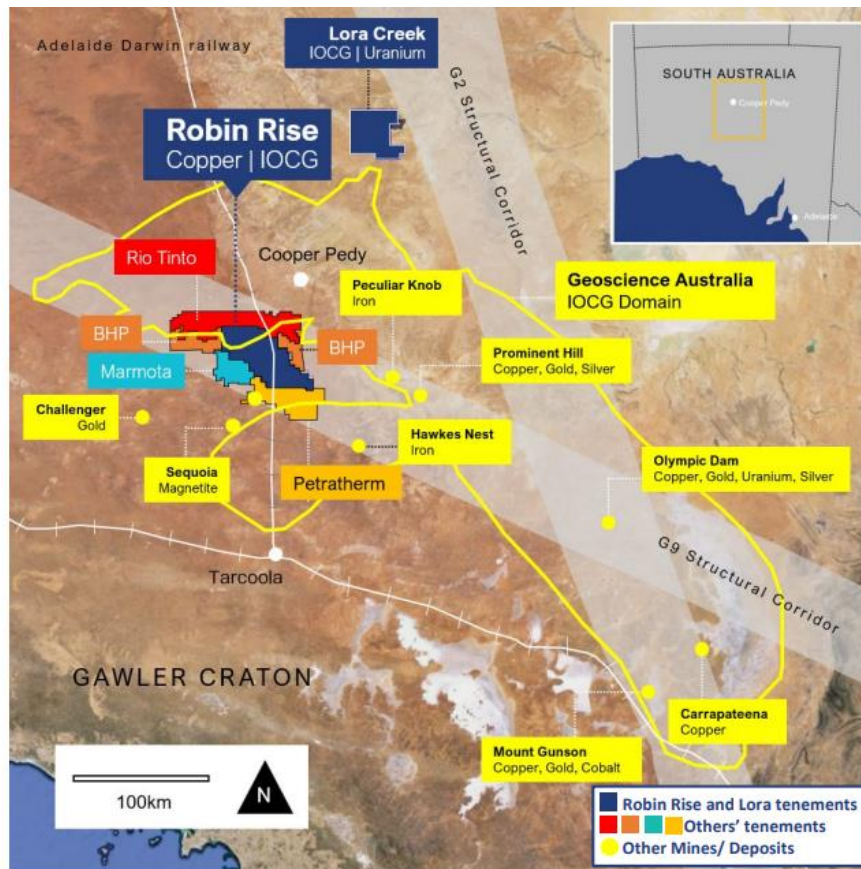 Adelaide Darwin railway
Lora Creek
IOCG | Uranium
Robin Rise
Copper | IOCG
G2 Structural Corridor
SOUTH AUSTRALIA
Cooper Pedy
Adelaide
Rio Tinto
Cooper Pedy
Peculiar Knob
Iron
Geoscience Australia
IOCG Domain
BHP
BHP
Marmota
Prominent Hill
Copper, Gold, Silver
Challenger
Gold
Hawkes Nest
Iron
Sequoia
Magnetite
Petratherm
Olympic Dam
Copper, Gold, Uranium, Silver
G9 Structural Corridor
Tarcoola
GAWLER CRATON
Carrapateena
Copper
Mount Gunson
Copper, Gold, Cobalt
100km
N
Robin Rise and Lora tenements
Others’ tenements
Other Mines/ Deposits